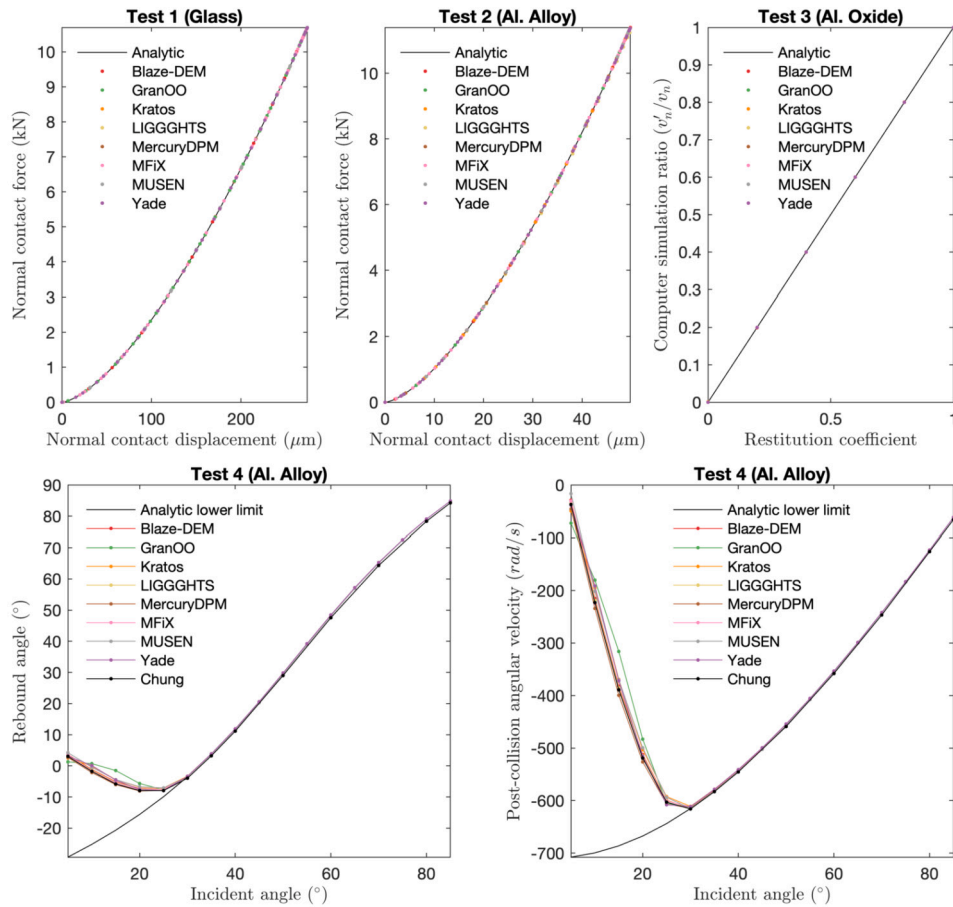 Test 1 (Glass)
10
9
8
7
6
5
4
3
2
1
0
Normal contact force (kN)
Analytic
Blaze-DEM
GranOO
Kratos
LIGGGHTS
MercuryDPM
MFiX
MUSEN
Yade
0 100 200
Normal contact displacement (μm)
Test 2 (Al. Alloy)
10
8
6
4
2
0
Normal contact force (kN)
Analytic
Blaze-DEM
GranOO
Kratos
LIGGGHTS
MercuryDPM
MFiX
MUSEN
Yade
0 10 20 30 40
Normal contact displacement (μm)
Test 3 (Al. Oxide)
1
0.9
0.8
0.7
0.6
0.5
0.4
0.3
0.2
0.1
0
Computer simulation ratio (v′n/vn)
Analytic
Blaze-DEM
GranOO
Kratos
LIGGGHTS
MercuryDPM
MFiX
MUSEN
Yade
0 0.5 1
Restitution coefficient
Test 4 (Al. Alloy)
90
80
70
60
50
40
30
20
10
0
-10
-20
Rebound angle (°)
Analytic lower limit
Blaze-DEM
GranOO
Kratos
LIGGGHTS
MercuryDPM
MFiX
MUSEN
Yade
Chung
20 40 60 80
Incident angle (°)
Test 4 (Al. Alloy)
0
-100
-200
-300
-400
-500
-600
-700
Post-collision angular velocity (rad/s)
Analytic lower limit
Blaze-DEM
GranOO
Kratos
LIGGGHTS
MercuryDPM
MFiX
MUSEN
Yade
Chung
20 40 60 80
Incident angle (°)